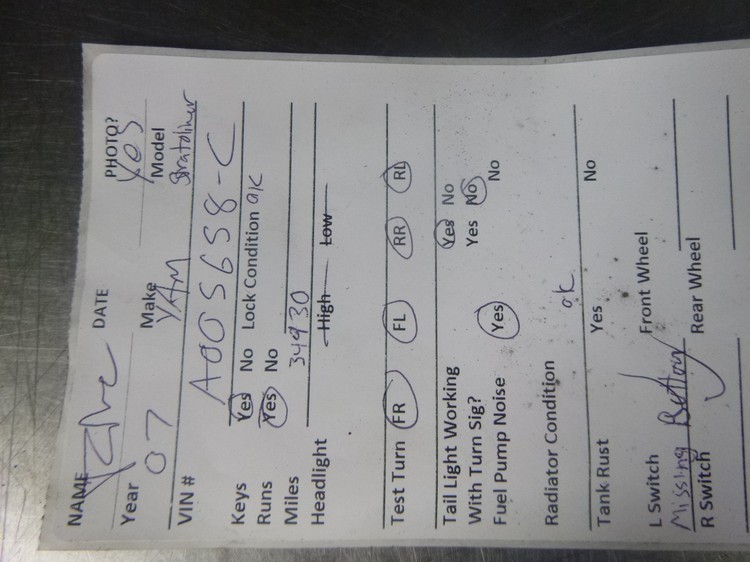 NAME DATE PHOTO? Yes
Year 07 Make YAM Model Stratoliner
VIN # A005658-C
Keys Yes No Lock Condition ok
Runs Yes No
Miles 34930
Headlight High Low
Test Turn FR FL RR RL
Tail Light Working Yes No
With Turn Sig? Yes No
Fuel Pump Noise Yes No
Radiator Condition ok
Tank Rust Yes No
L Switch Front Wheel
Missing
R Switch Rear Wheel